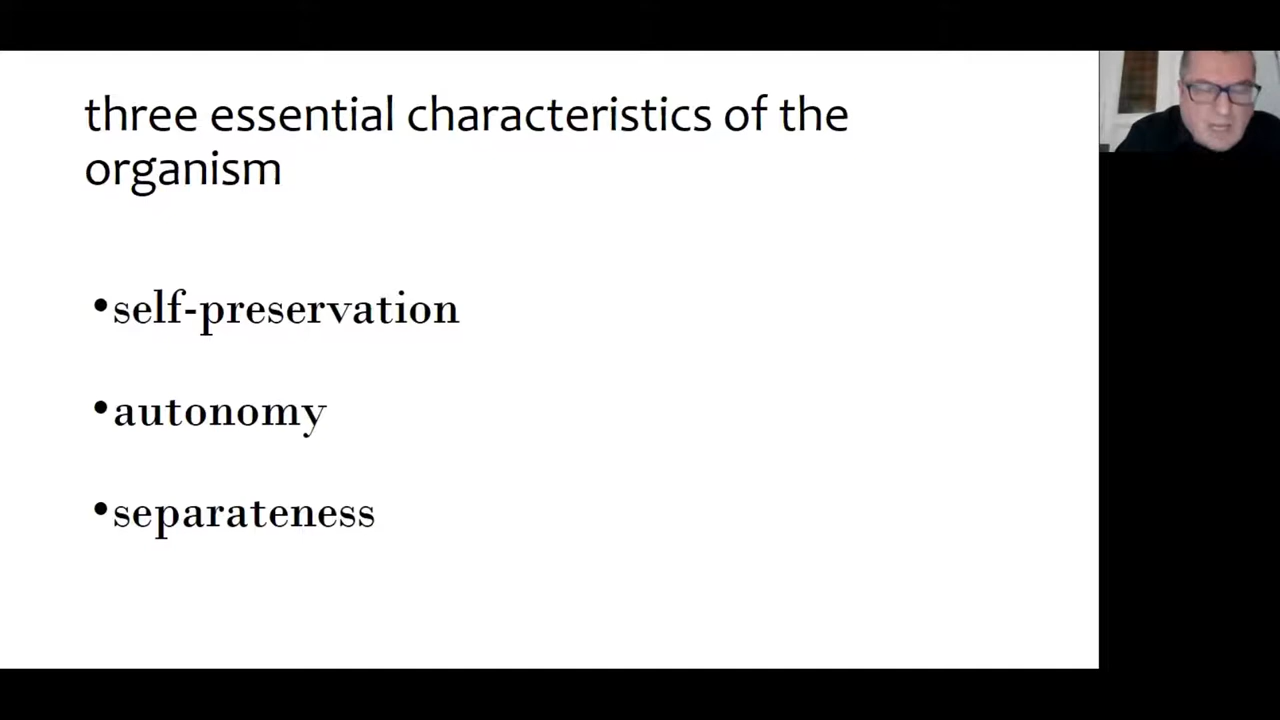 three essential characteristics of the
organism
•self-preservation
•autonomy
•separateness